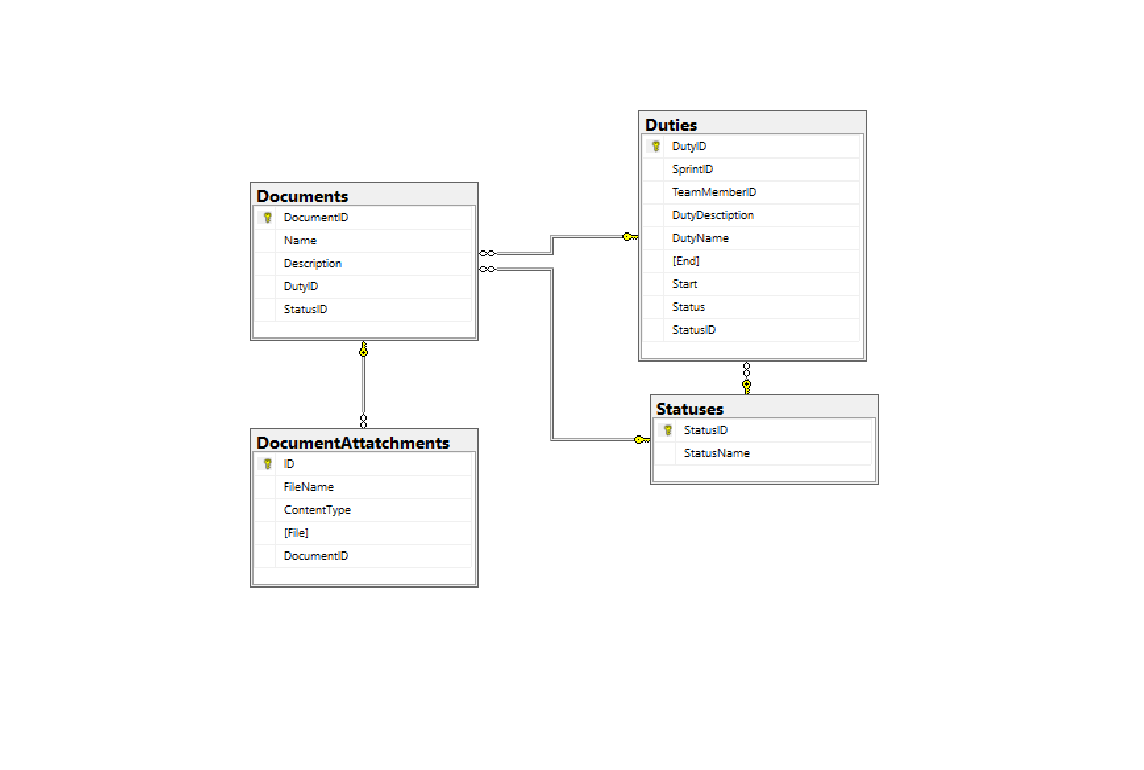 Documents
DocumentID
Name
Description
DutyID
StatusID
DocumentAttatchments
ID
FileName
ContentType
[File]
DocumentID
Duties
DutyID
SprintID
TeamMemberID
DutyDesctiption
DutyName
[End]
Start
Status
StatusID
Statuses
StatusID
StatusName